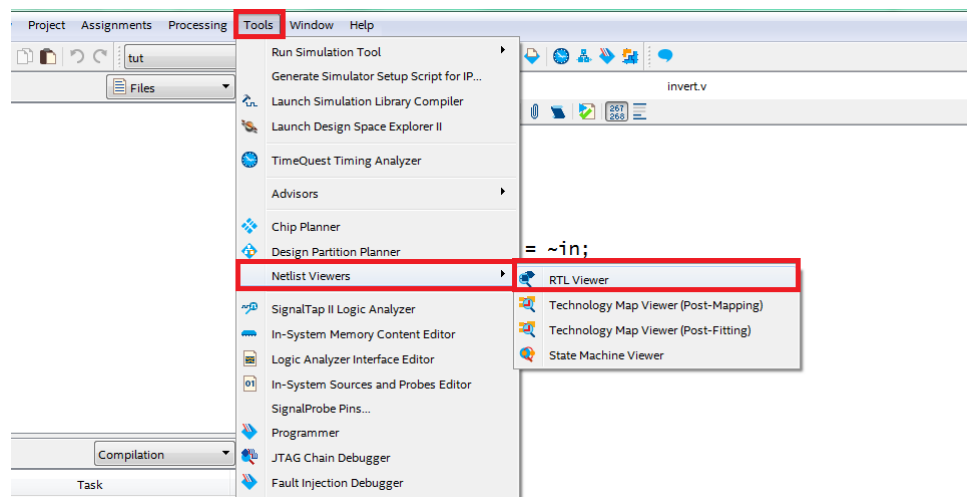 Project Assignments Processing Tools Window Help
tut
Files
invert.v
267
268
Run Simulation Tool
Generate Simulator Setup Script for IP...
Launch Simulation Library Compiler
Launch Design Space Explorer II
TimeQuest Timing Analyzer
Advisors
Chip Planner
Design Partition Planner
Netlist Viewers
SignalTap II Logic Analyzer
In-System Memory Content Editor
Logic Analyzer Interface Editor
01 In-System Sources and Probes Editor
SignalProbe Pins...
Programmer
JTAG Chain Debugger
Fault Injection Debugger
= ~in;
RTL Viewer
Technology Map Viewer (Post-Mapping)
Technology Map Viewer (Post-Fitting)
State Machine Viewer
Compilation
Task